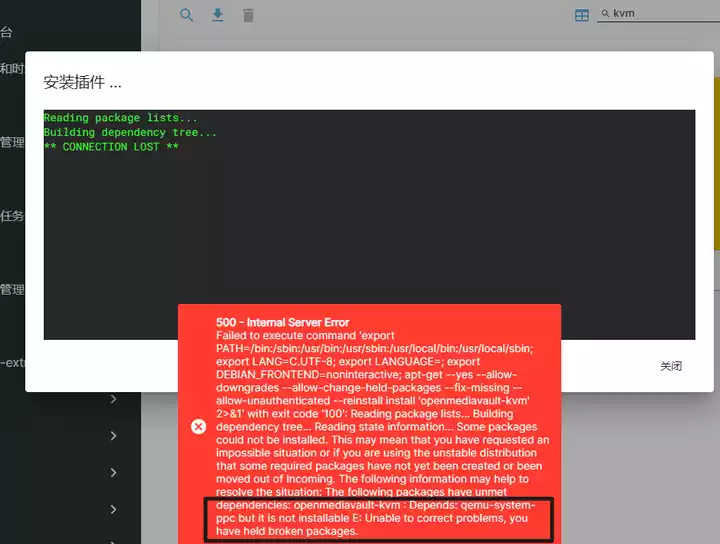 台
kvm
和时
安装插件 ...
Reading package lists...
Building dependency tree...
** CONNECTION LOST **
管理
任务
管理
-extr
关闭
500 - Internal Server Error
Failed to execute command 'export
PATH=/bin:/sbin:/usr/bin:/usr/sbin:/usr/local/bin:/usr/local/sbin;
export LANG=C.UTF-8; export LANGUAGE=; export
DEBIAN_FRONTEND=noninteractive; apt-get --yes --allow-
downgrades --allow-change-held-packages --fix-missing --
allow-unauthenticated --reinstall install 'openmediavault-kvm'
2>&1' with exit code '100': Reading package lists... Building
dependency tree... Reading state information... Some packages
could not be installed. This may mean that you have requested an
impossible situation or if you are using the unstable distribution
that some required packages have not yet been created or been
moved out of Incoming. The following information may help to
resolve the situation: The following packages have unmet
dependencies: openmediavault-kvm : Depends: qemu-system-
ppc but it is not installable E: Unable to correct problems, you
have held broken packages.